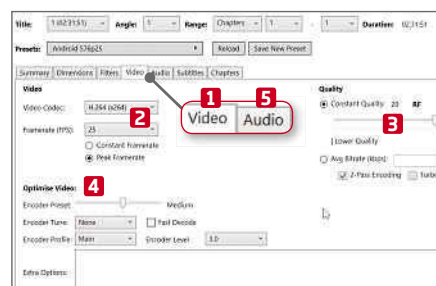 Title: 1 (02:31:51) Angle: 1 Range: Chapters 1 - 1 Duration: 02:31:51
Presets: Android 576p25 Reload Save New Preset
Summary Dimensions Filters Video Audio Subtitles Chapters
Video Quality
Video Codec: H.264 (x264) Constant Quality: 20 RF
1 5
Video Audio
2 3
Framerate (FPS): 25
Constant Framerate | Lower Quality
Peak Framerate Avg Bitrate (kbps):
2-Pass Encoding Turbo
Optimise Video: 4
Encoder Preset: Medium
Encoder Tune: None Fast Decode
Encoder Profile: Main Encoder Level: 3.0
Extra Options: